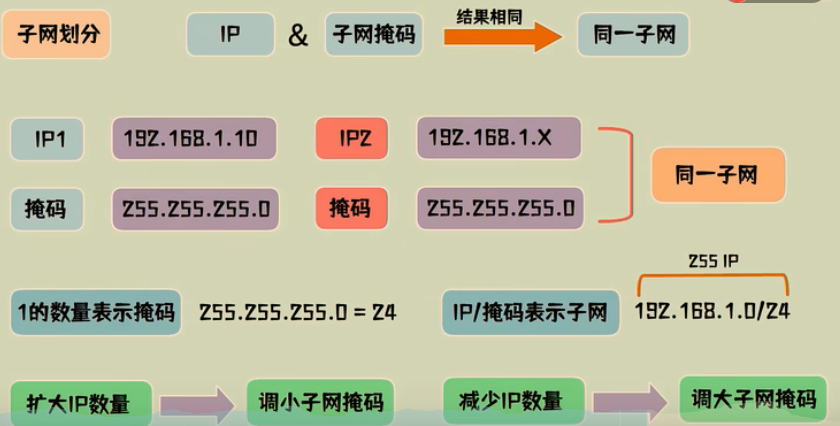 子网划分 IP & 子网掩码 结果相同 同一子网
IP1 192.168.1.10 IP2 192.168.1.X
同一子网
掩码 255.255.255.0 掩码 255.255.255.0
255 IP
1的数量表示掩码 255.255.255.0 = 24 IP/掩码表示子网 192.168.1.0/24
扩大IP数量 调小子网掩码 减少IP数量 调大子网掩码